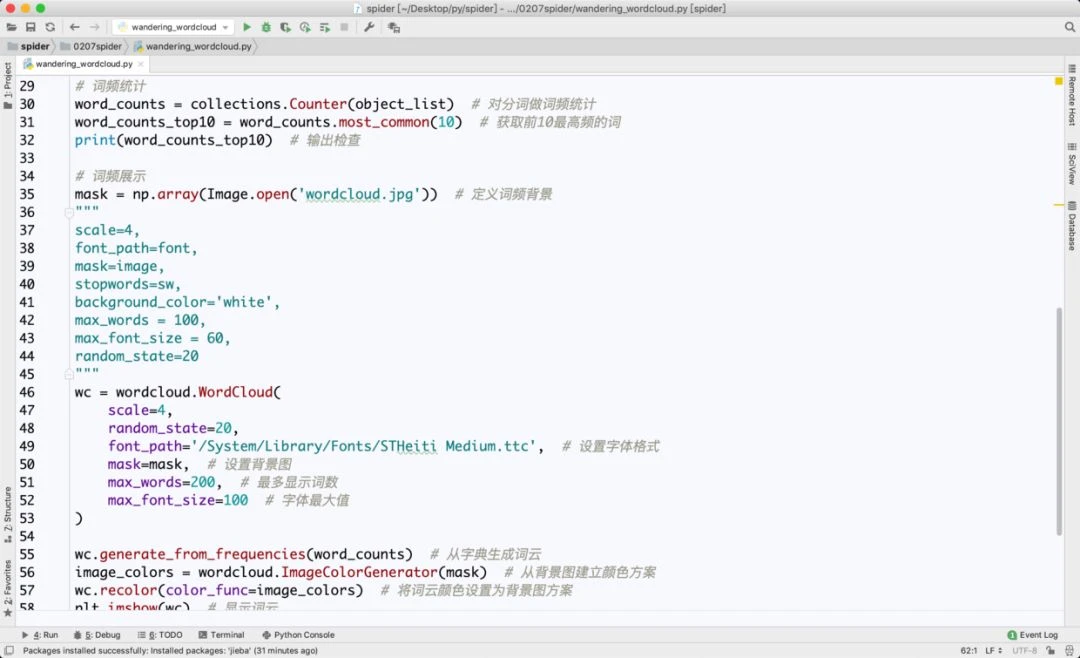 spider [~/Desktop/py/spider] - .../0207spider/wandering_wordcloud.py [spider]
wandering_wordcloud
spider 0207spider wandering_wordcloud.py
wandering_wordcloud.py
1: Project
Remote Host
SciView
Database
29 # 词频统计
30 word_counts = collections.Counter(object_list) # 对分词做词频统计
31 word_counts_top10 = word_counts.most_common(10) # 获取前10最高频的词
32 print(word_counts_top10) # 输出检查
33
34 # 词频展示
35 mask = np.array(Image.open('wordcloud.jpg')) # 定义词频背景
36 """
37 scale=4,
38 font_path=font,
39 mask=image,
40 stopwords=sw,
41 background_color='white',
42 max_words = 100,
43 max_font_size = 60,
44 random_state=20
45 """
46 wc = wordcloud.WordCloud(
47 scale=4,
48 random_state=20,
49 font_path='/System/Library/Fonts/STHeiti Medium.ttc', # 设置字体格式
50 mask=mask, # 设置背景图
51 max_words=200, # 最多显示词数
52 max_font_size=100 # 字体最大值
53 )
54
55 wc.generate_from_frequencies(word_counts) # 从字典生成词云
56 image_colors = wordcloud.ImageColorGenerator(mask) # 从背景图建立颜色方案
57 wc.recolor(color_func=image_colors) # 将词云颜色设置为背景图方案
58 plt.imshow(wc) # 显示词云
Z: Structure
2: Favorites
4: Run 5: Debug 6: TODO Terminal Python Console 1 Event Log
Packages installed successfully: Installed packages: 'jieba' (31 minutes ago) 62:1 LF UTF-8